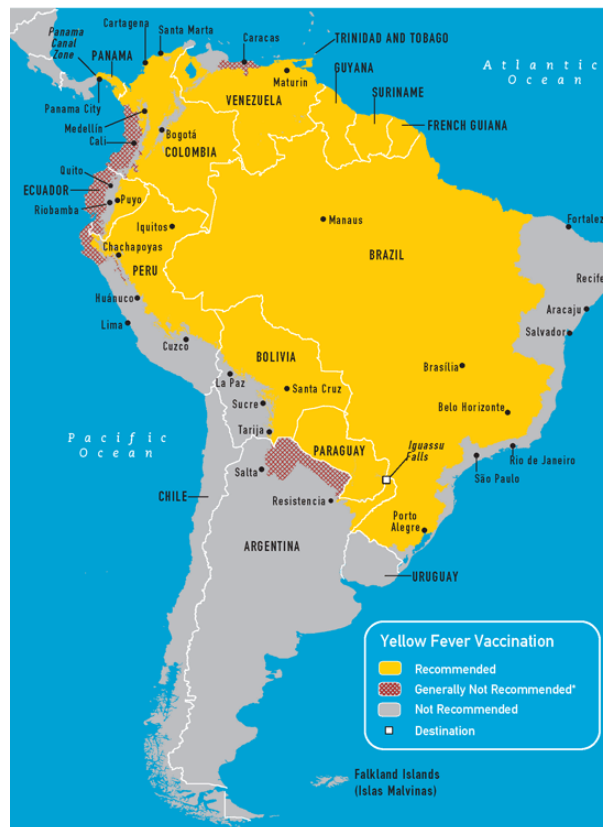 Panama
Canal
Zone
Cartagena
Santa Marta
PANAMA
Caracas
TRINIDAD AND TOBAGO
Atlantic
Ocean
GUYANA
Maturin
SURINAME
Panama City
VENEZUELA
FRENCH GUIANA
Medellín
Bogotá
Cali
COLOMBIA
Quito
ECUADOR
Puyo
Riobamba
Iquitos
Manaus
Fortalez
Chachapoyas
BRAZIL
PERU
Recife
Huánuco
Aracaju
Lima
Salvador
Cuzco
BOLIVIA
Brasília
La Paz
Santa Cruz
Sucre
Belo Horizonte
Tarija
Pacific
Ocean
PARAGUAY
Iguassu
Falls
Rio de Janeiro
São Paulo
Salta
CHILE
Resistencia
Porto
Alegre
ARGENTINA
URUGUAY
Yellow Fever Vaccination
Recommended
Generally Not Recommended*
Not Recommended
Destination
Falkland Islands
(Islas Malvinas)